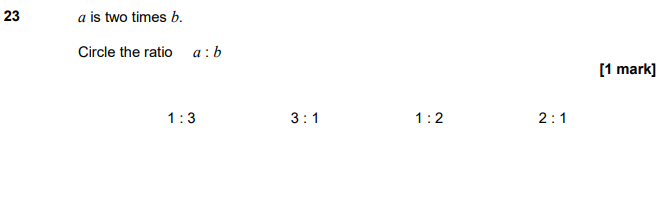 23 a is two times b.
Circle the ratio a : b
[1 mark]
1 : 3 3 : 1 1 : 2 2 : 1